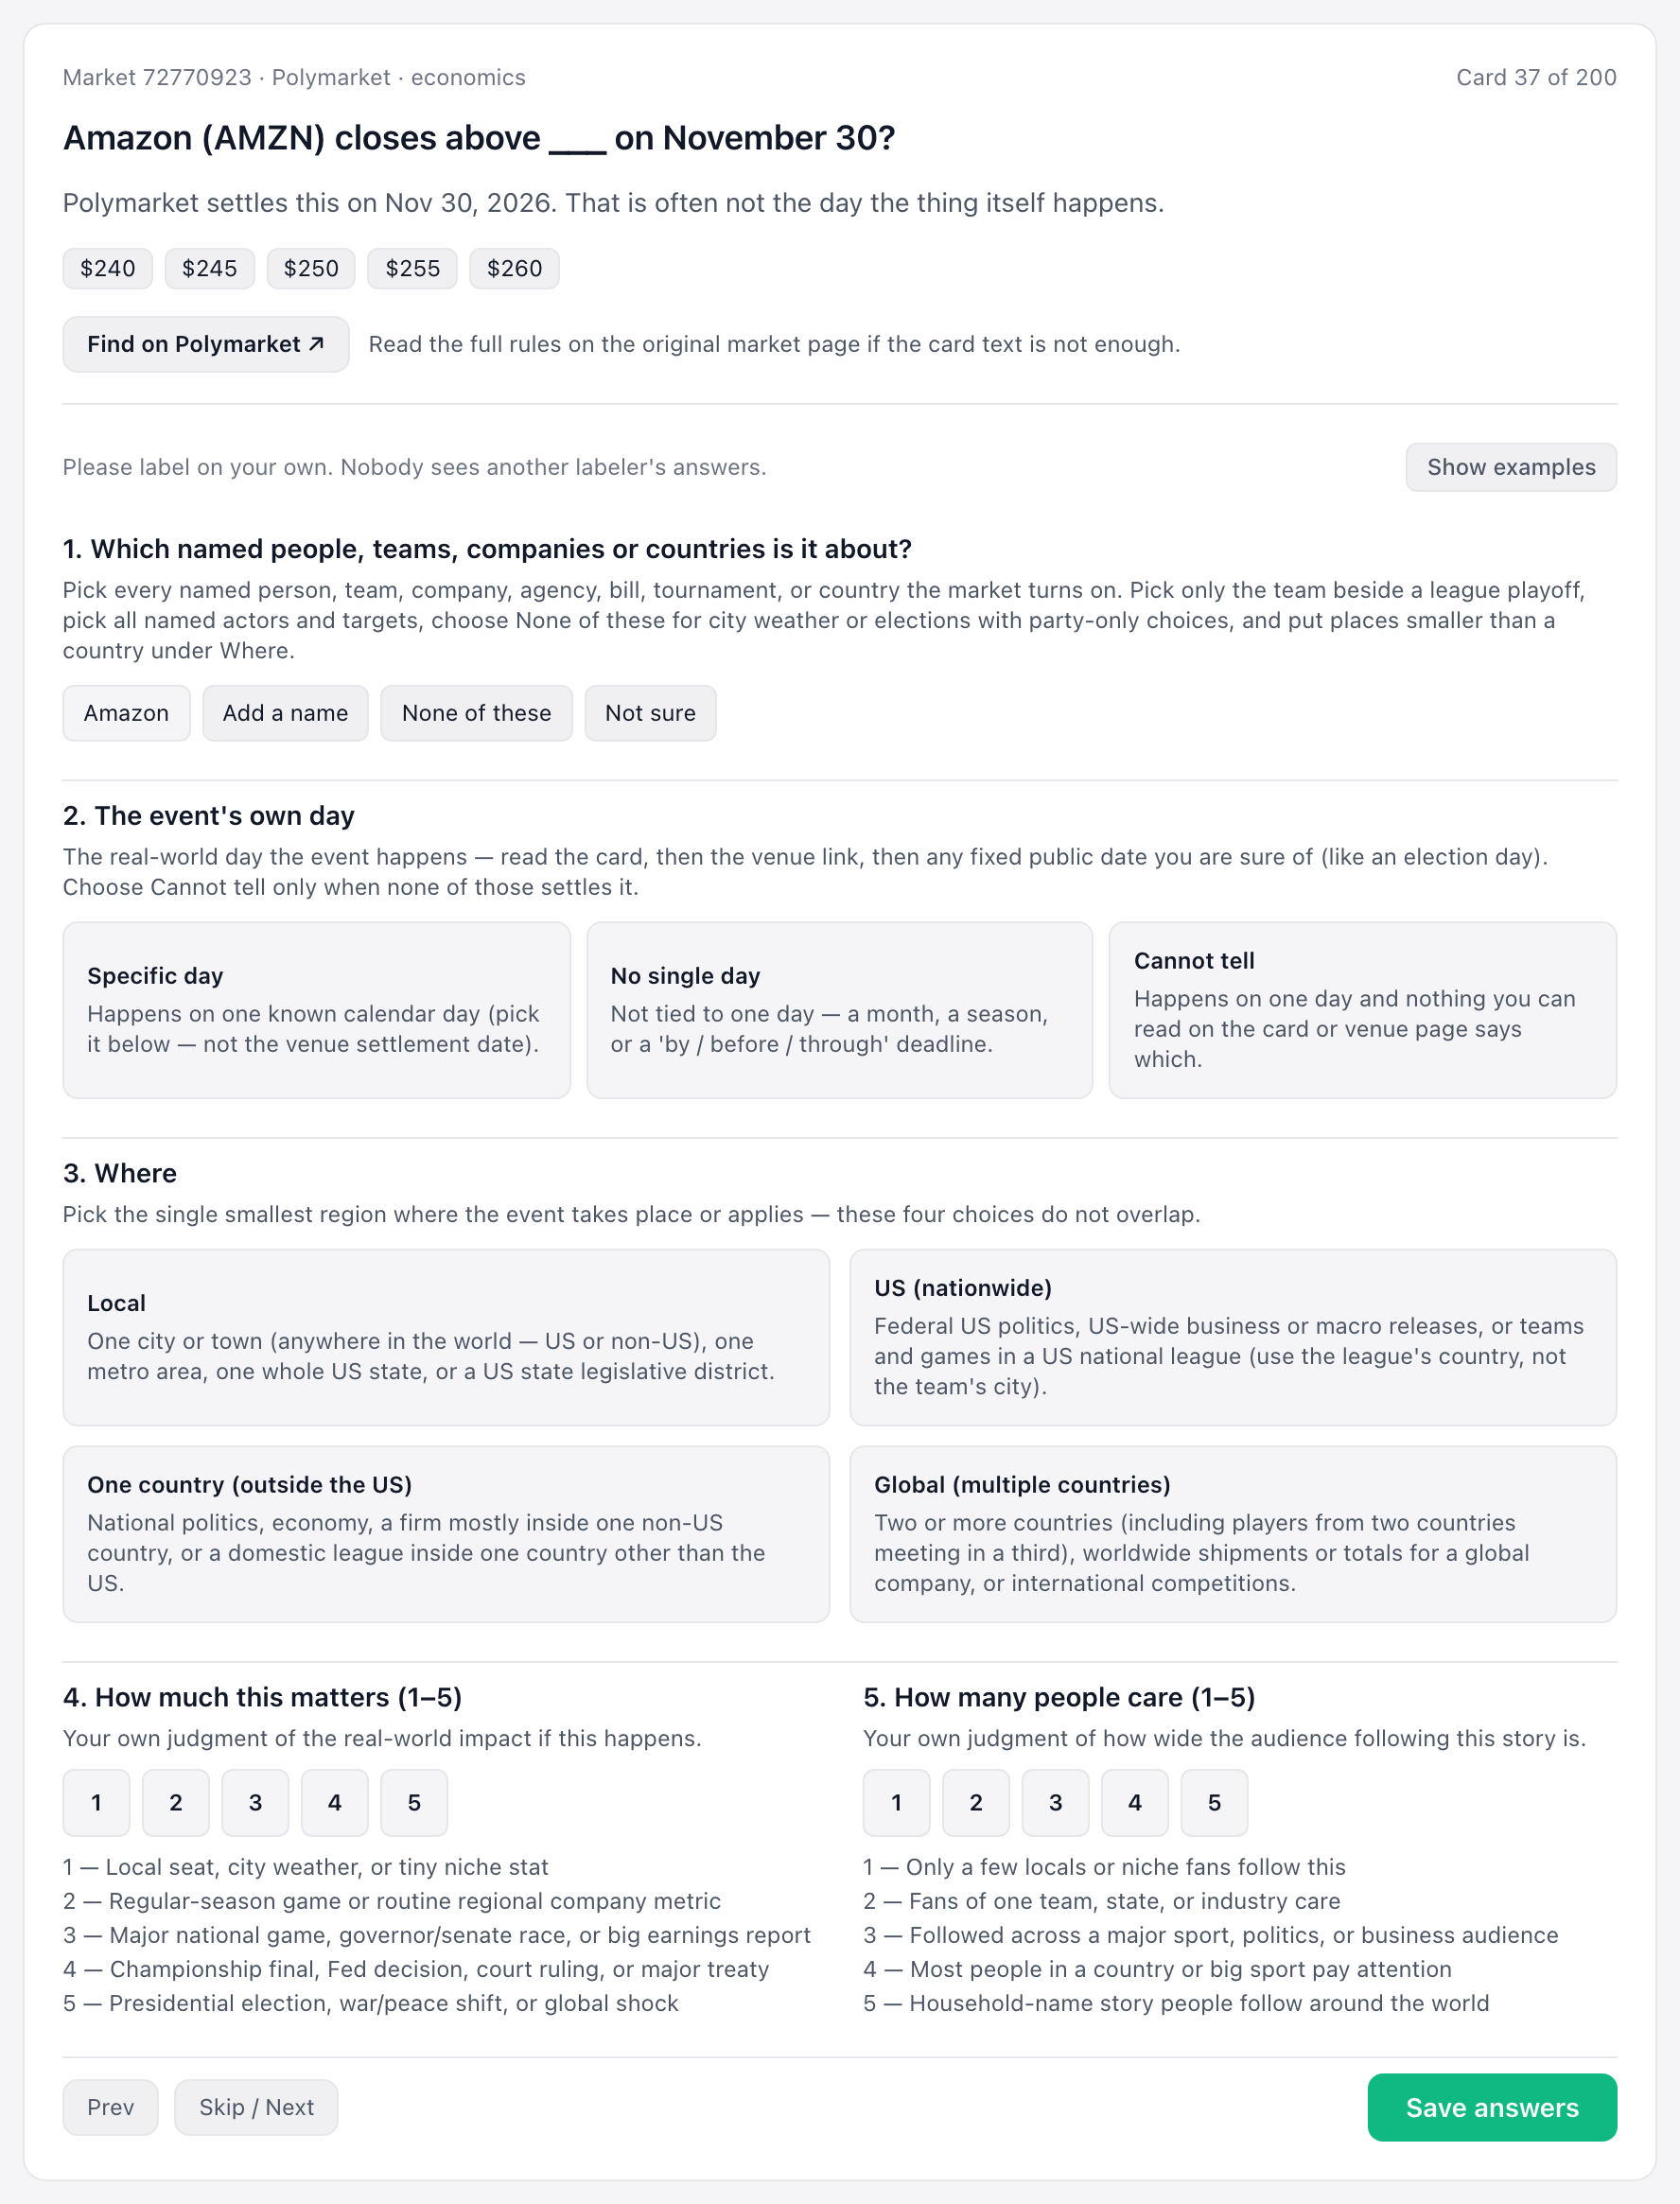 Market 72770923 · Polymarket · economics
Card 37 of 200
Amazon (AMZN) closes above ___ on November 30?
Polymarket settles this on Nov 30, 2026. That is often not the day the thing itself happens.
$240 $245 $250 $255 $260
Find on Polymarket ↗ Read the full rules on the original market page if the card text is not enough.
Please label on your own. Nobody sees another labeler's answers.
Show examples
1. Which named people, teams, companies or countries is it about?
Pick every named person, team, company, agency, bill, tournament, or country the market turns on. Pick only the team beside a league playoff,
pick all named actors and targets, choose None of these for city weather or elections with party-only choices, and put places smaller than a
country under Where.
Amazon Add a name None of these Not sure
2. The event's own day
The real-world day the event happens — read the card, then the venue link, then any fixed public date you are sure of (like an election day).
Choose Cannot tell only when none of those settles it.
Specific day
Happens on one known calendar day (pick
it below — not the venue settlement date).
No single day
Not tied to one day — a month, a season,
or a 'by / before / through' deadline.
Cannot tell
Happens on one day and nothing you can
read on the card or venue page says
which.
3. Where
Pick the single smallest region where the event takes place or applies — these four choices do not overlap.
Local
One city or town (anywhere in the world — US or non-US), one
metro area, one whole US state, or a US state legislative district.
US (nationwide)
Federal US politics, US-wide business or macro releases, or teams
and games in a US national league (use the league's country, not
the team's city).
One country (outside the US)
National politics, economy, a firm mostly inside one non-US
country, or a domestic league inside one country other than the
US.
Global (multiple countries)
Two or more countries (including players from two countries
meeting in a third), worldwide shipments or totals for a global
company, or international competitions.
4. How much this matters (1–5)
Your own judgment of the real-world impact if this happens.
1 2 3 4 5
1 — Local seat, city weather, or tiny niche stat
2 — Regular-season game or routine regional company metric
3 — Major national game, governor/senate race, or big earnings report
4 — Championship final, Fed decision, court ruling, or major treaty
5 — Presidential election, war/peace shift, or global shock
5. How many people care (1–5)
Your own judgment of how wide the audience following this story is.
1 2 3 4 5
1 — Only a few locals or niche fans follow this
2 — Fans of one team, state, or industry care
3 — Followed across a major sport, politics, or business audience
4 — Most people in a country or big sport pay attention
5 — Household-name story people follow around the world
Prev Skip / Next
Save answers